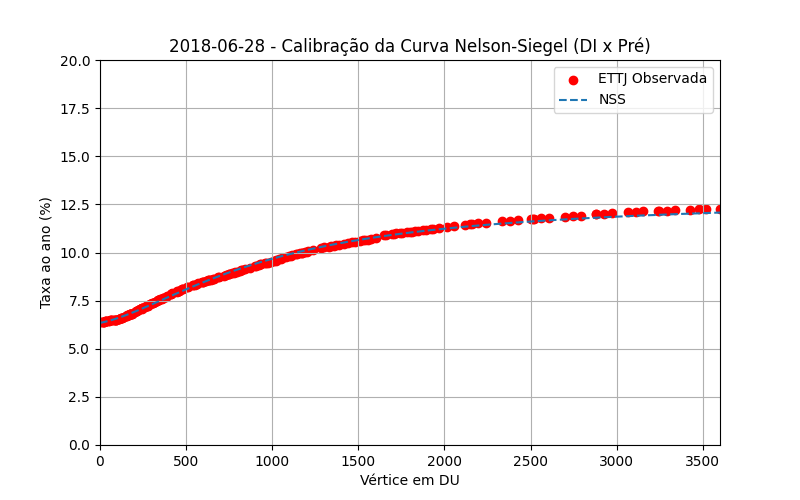 2018-06-28 - Calibração da Curva Nelson-Siegel (DI x Pré)
20.0
17.5
15.0
12.5
10.0
7.5
5.0
2.5
0.0
Taxa ao ano (%)
ETTJ Observada
NSS
0 500 1000 1500 2000 2500 3000 3500
Vértice em DU